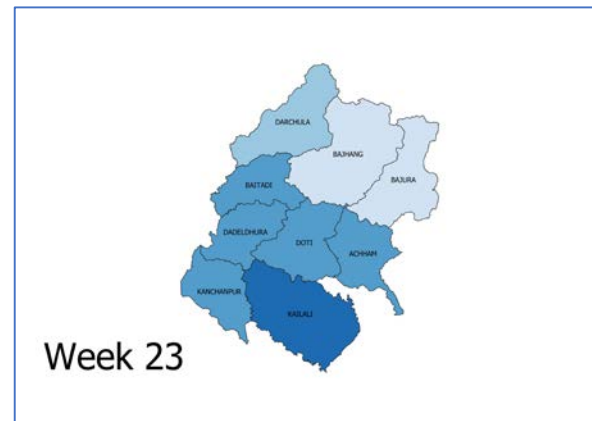 DARCHULA
BAJHANG
BAJURA
BAITADI
DADELDHURA
DOTI
ACHHAM
KANCHANPUR
KAILALI
Week 23